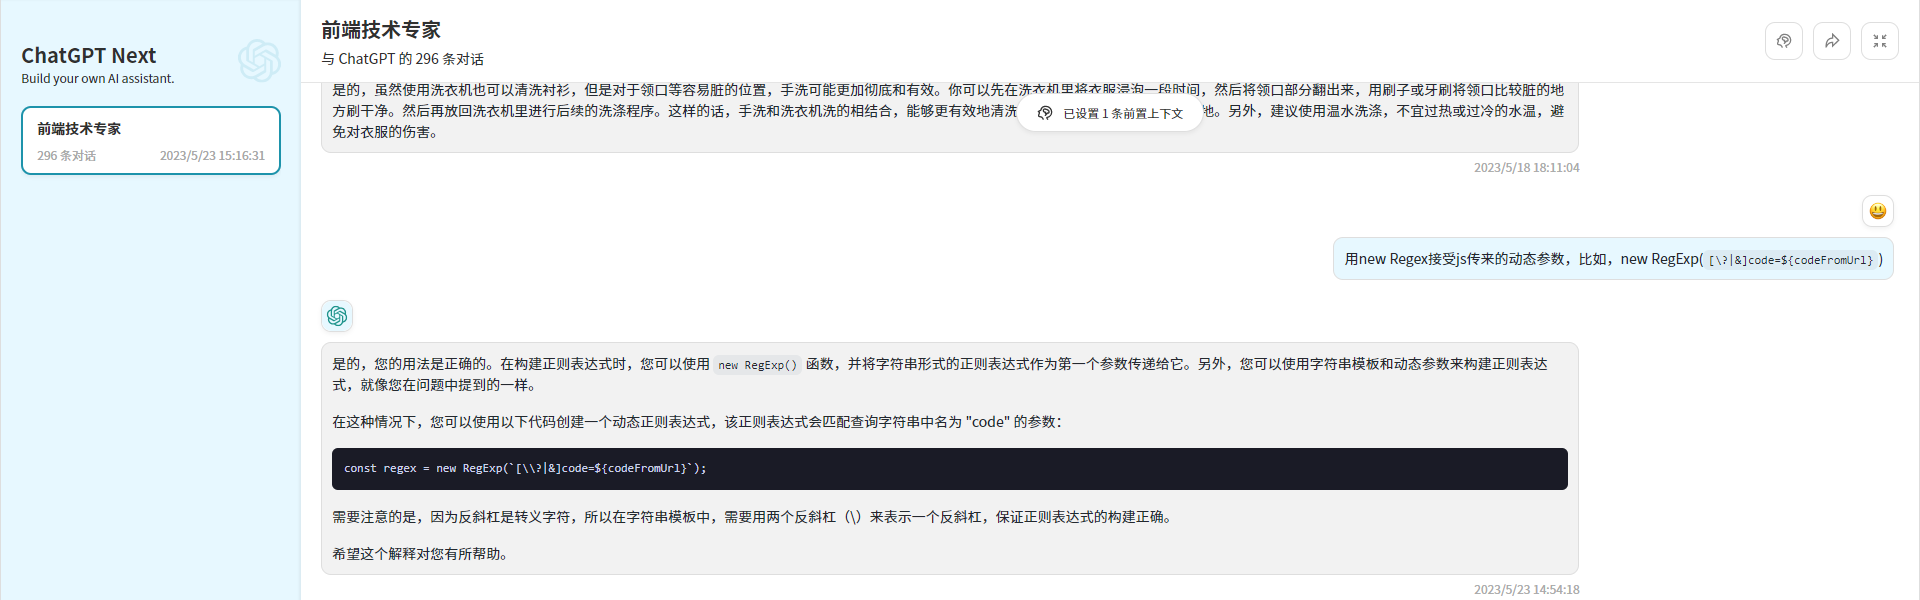 ChatGPT Next
Build your own AI assistant.
前端技术专家
296 条对话 2023/5/23 15:16:31
前端技术专家
与 ChatGPT 的 296 条对话
是的，虽然使用洗衣机也可以清洗衬衫，但是对于领口等容易脏的位置，手洗可能更加彻底和有效。你可以先在洗衣机里将衣服浸泡一段时间，然后将领口部分翻出来，用刷子或牙刷将领口比较脏的地
方刷干净。然后再放回洗衣机里进行后续的洗涤程序。这样的话，手洗和洗衣机洗的相结合，能够更有效地清洗
已设置 1 条前置上下文
地。另外，建议使用温水洗涤，不宜过热或过冷的水温，避
免对衣服的伤害。
2023/5/18 18:11:04
用new Regex接受js传来的动态参数，比如，new RegExp([\?|&]code=${codeFromUrl})
是的，您的用法是正确的。在构建正则表达式时，您可以使用 new RegExp() 函数，并将字符串形式的正则表达式作为第一个参数传递给它。另外，您可以使用字符串模板和动态参数来构建正则表达
式，就像您在问题中提到的一样。
在这种情况下，您可以使用以下代码创建一个动态正则表达式，该正则表达式会匹配查询字符串中名为 "code" 的参数：
const regex = new RegExp(`[\\?|&]code=${codeFromUrl}`);
需要注意的是，因为反斜杠是转义字符，所以在字符串模板中，需要用两个反斜杠（\）来表示一个反斜杠，保证正则表达式的构建正确。
希望这个解释对您有所帮助。
2023/5/23 14:54:18